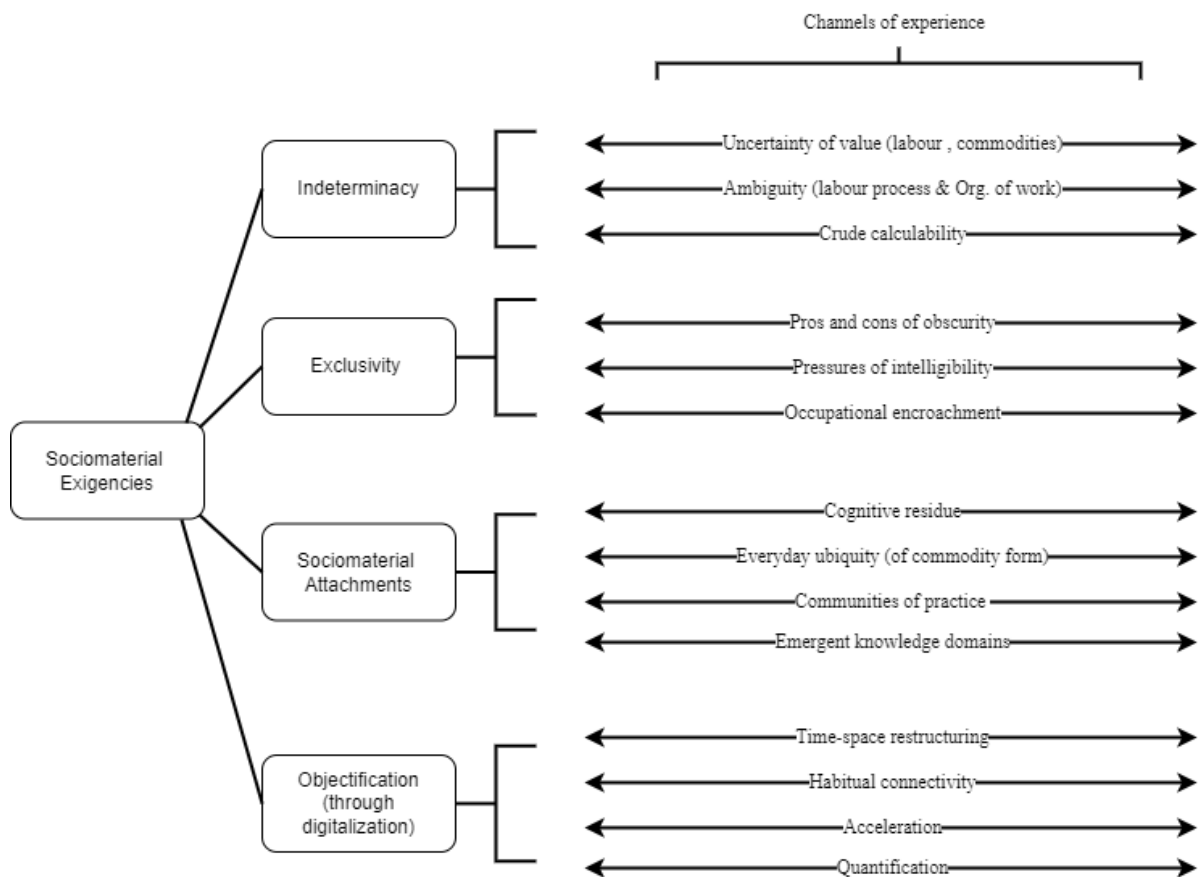 Channels of experience
Indeterminacy
Uncertainty of value (labour , commodities)
Ambiguity (labour process & Org. of work)
Crude calculability
Exclusivity
Pros and cons of obscurity
Pressures of intelligibility
Occupational encroachment
Sociomaterial
Exigencies
Sociomaterial
Attachments
Cognitive residue
Everyday ubiquity (of commodity form)
Communities of practice
Emergent knowledge domains
Objectification
(through
digitalization)
Time-space restructuring
Habitual connectivity
Acceleration
Quantification